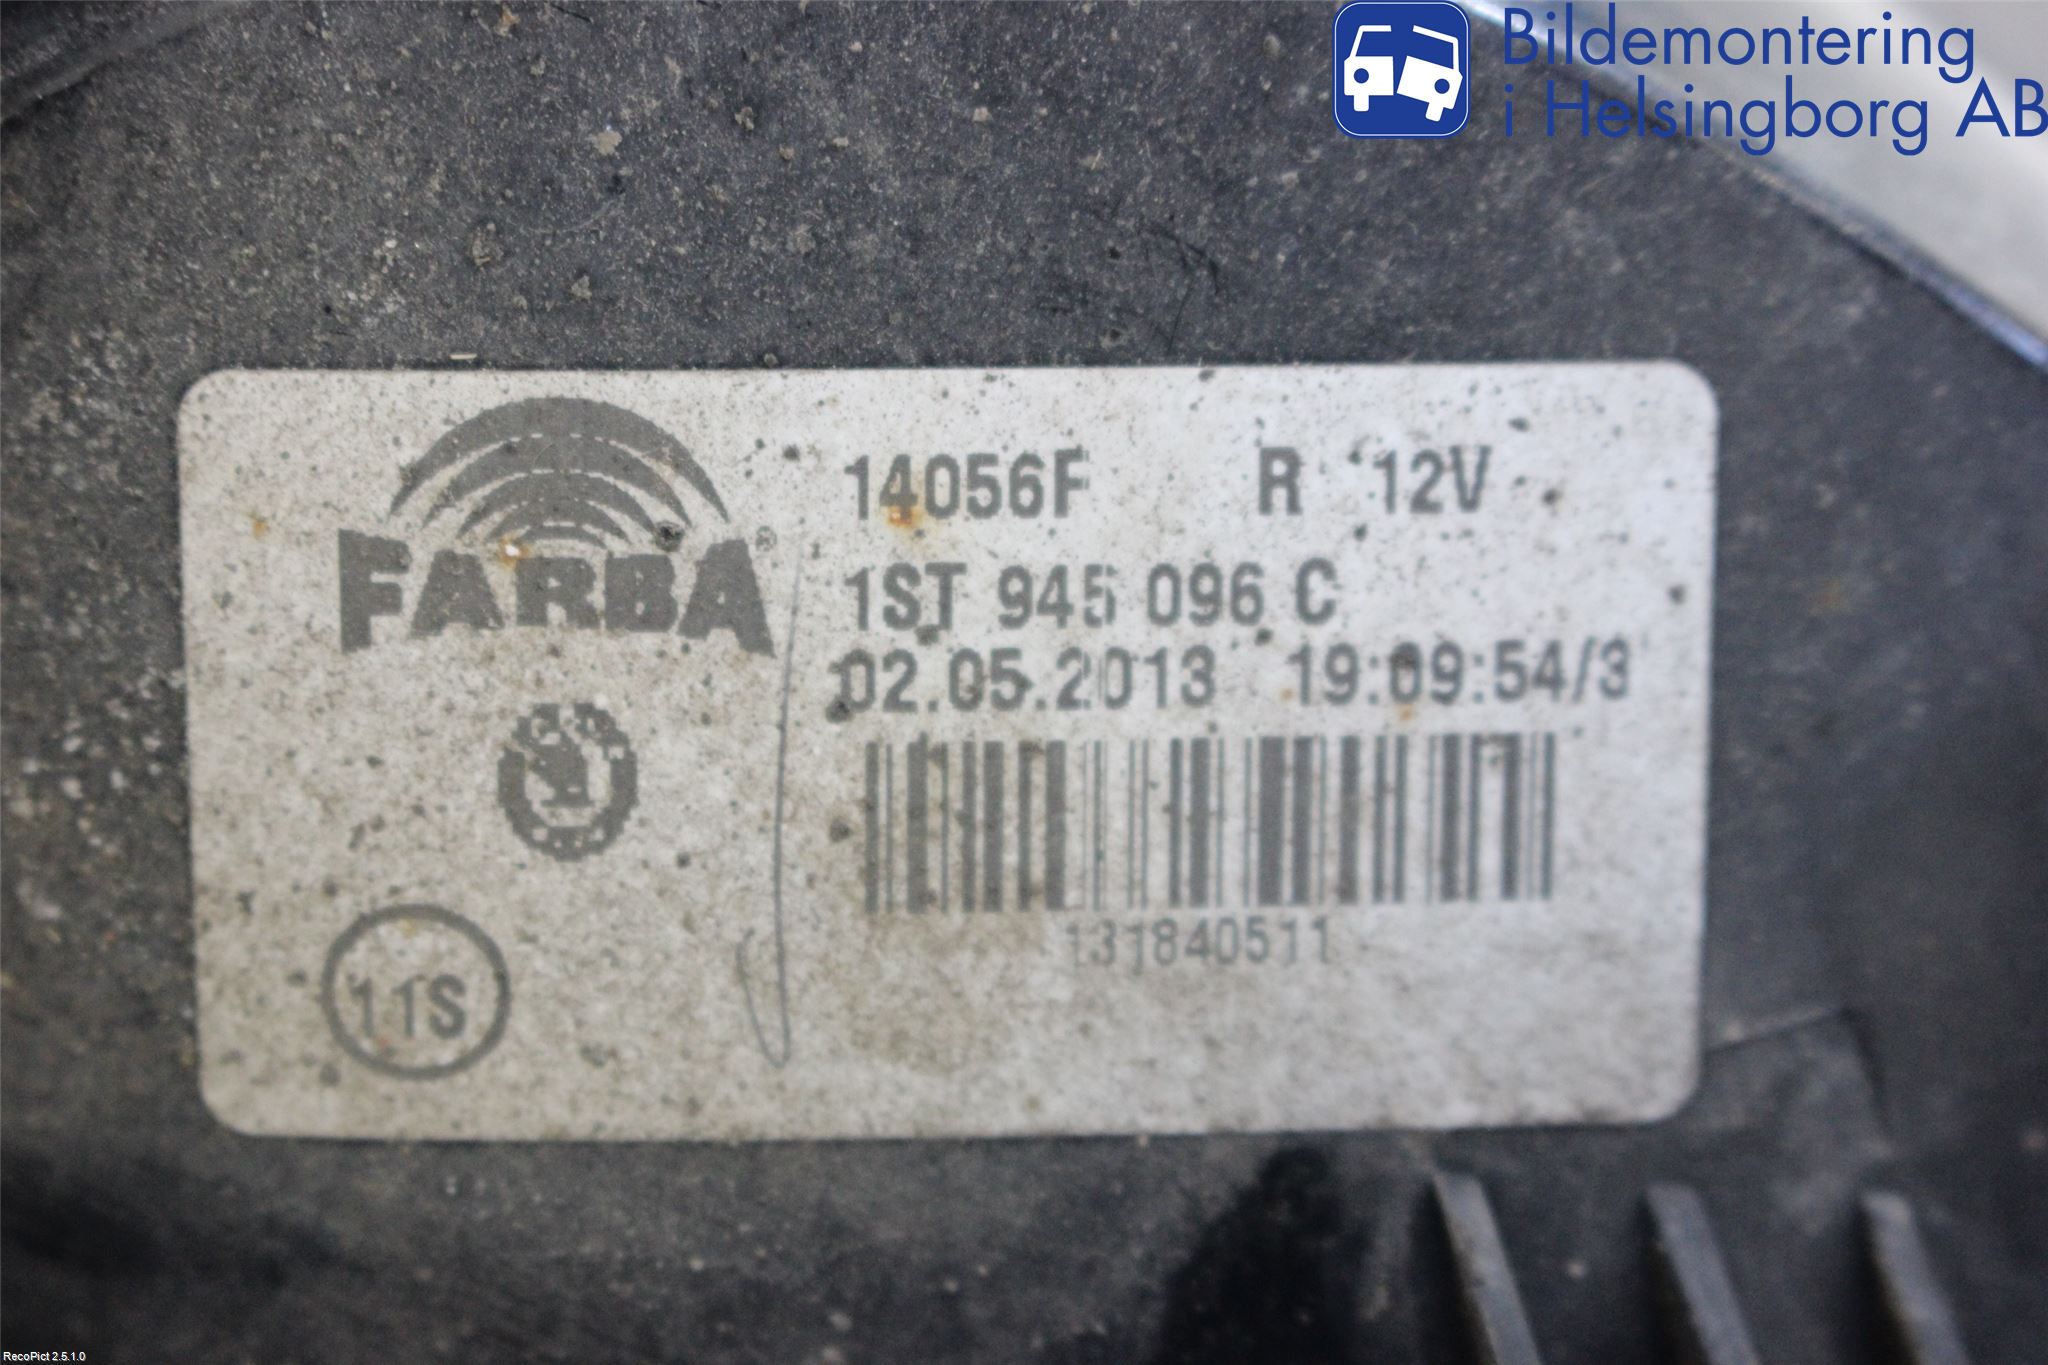 Bildemontering
i Helsingborg AB
FARBA®
14056F R 12V
1ST 945 096 C
02.05.2013 19:09:54/3
131840511
11S
RecoPict 2.5.1.0